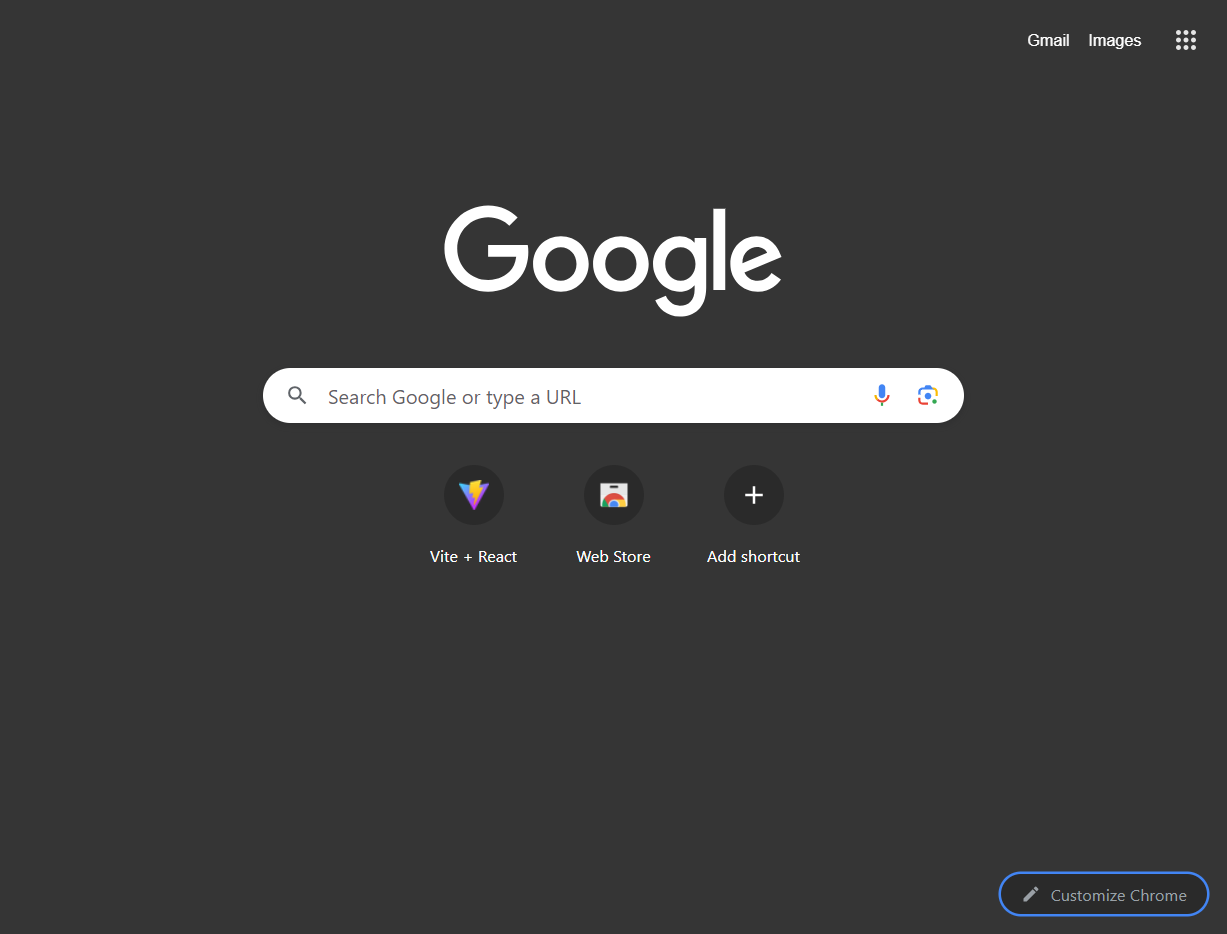 Gmail Images
Google
Search Google or type a URL
Vite + React Web Store Add shortcut
Customize Chrome